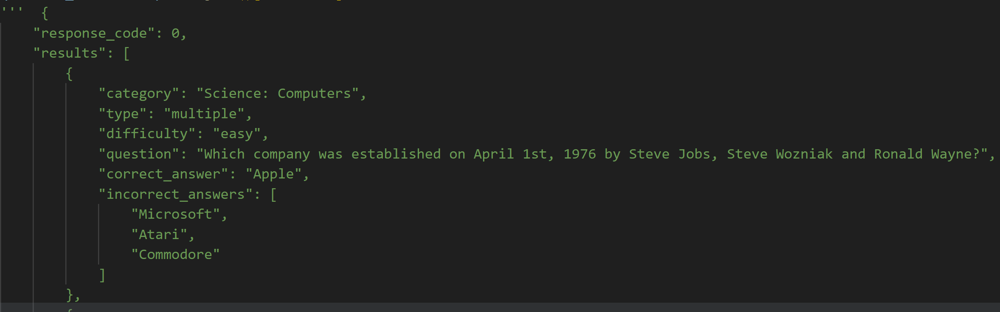 '''  {
    "response_code": 0,
    "results": [
        {
            "category": "Science: Computers",
            "type": "multiple",
            "difficulty": "easy",
            "question": "Which company was established on April 1st, 1976 by Steve Jobs, Steve Wozniak and Ronald Wayne?",
            "correct_answer": "Apple",
            "incorrect_answers": [
                "Microsoft",
                "Atari",
                "Commodore"
            ]
        },
        {